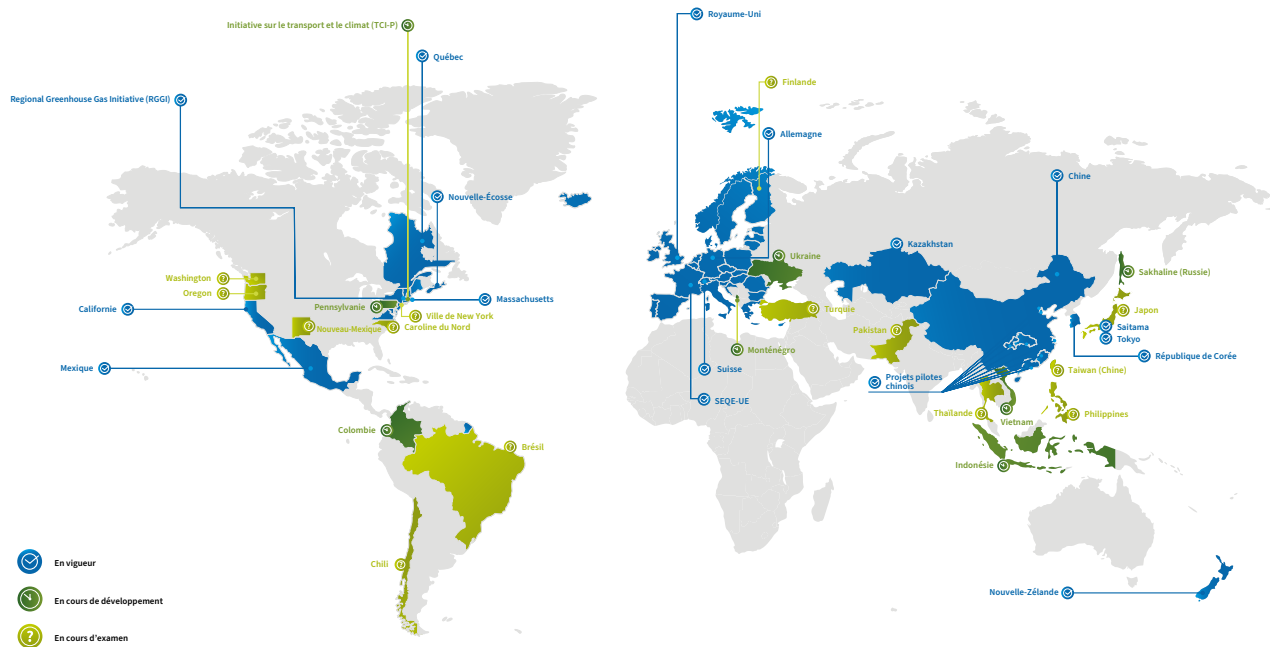 Initiative sur le transport et le climat (TCI-P)
Québec
Regional Greenhouse Gas Initiative (RGGI)
Nouvelle-Écosse
Washington
Oregon
Californie
Pennsylvanie
Massachusetts
Ville de New York
Nouveau-Mexique
Caroline du Nord
Mexique
Colombie
Brésil
Chili
Royaume-Uni
Finlande
Allemagne
Chine
Kazakhstan
Ukraine
Sakhaline (Russie)
Turquie
Japon
Pakistan
Saitama
Tokyo
Monténégro
République de Corée
Suisse
Taiwan (Chine)
Projets pilotes
chinois
SEQE-UE
Thaïlande
Philippines
Vietnam
Indonésie
Nouvelle-Zélande
En vigueur
En cours de développement
? En cours d'examen